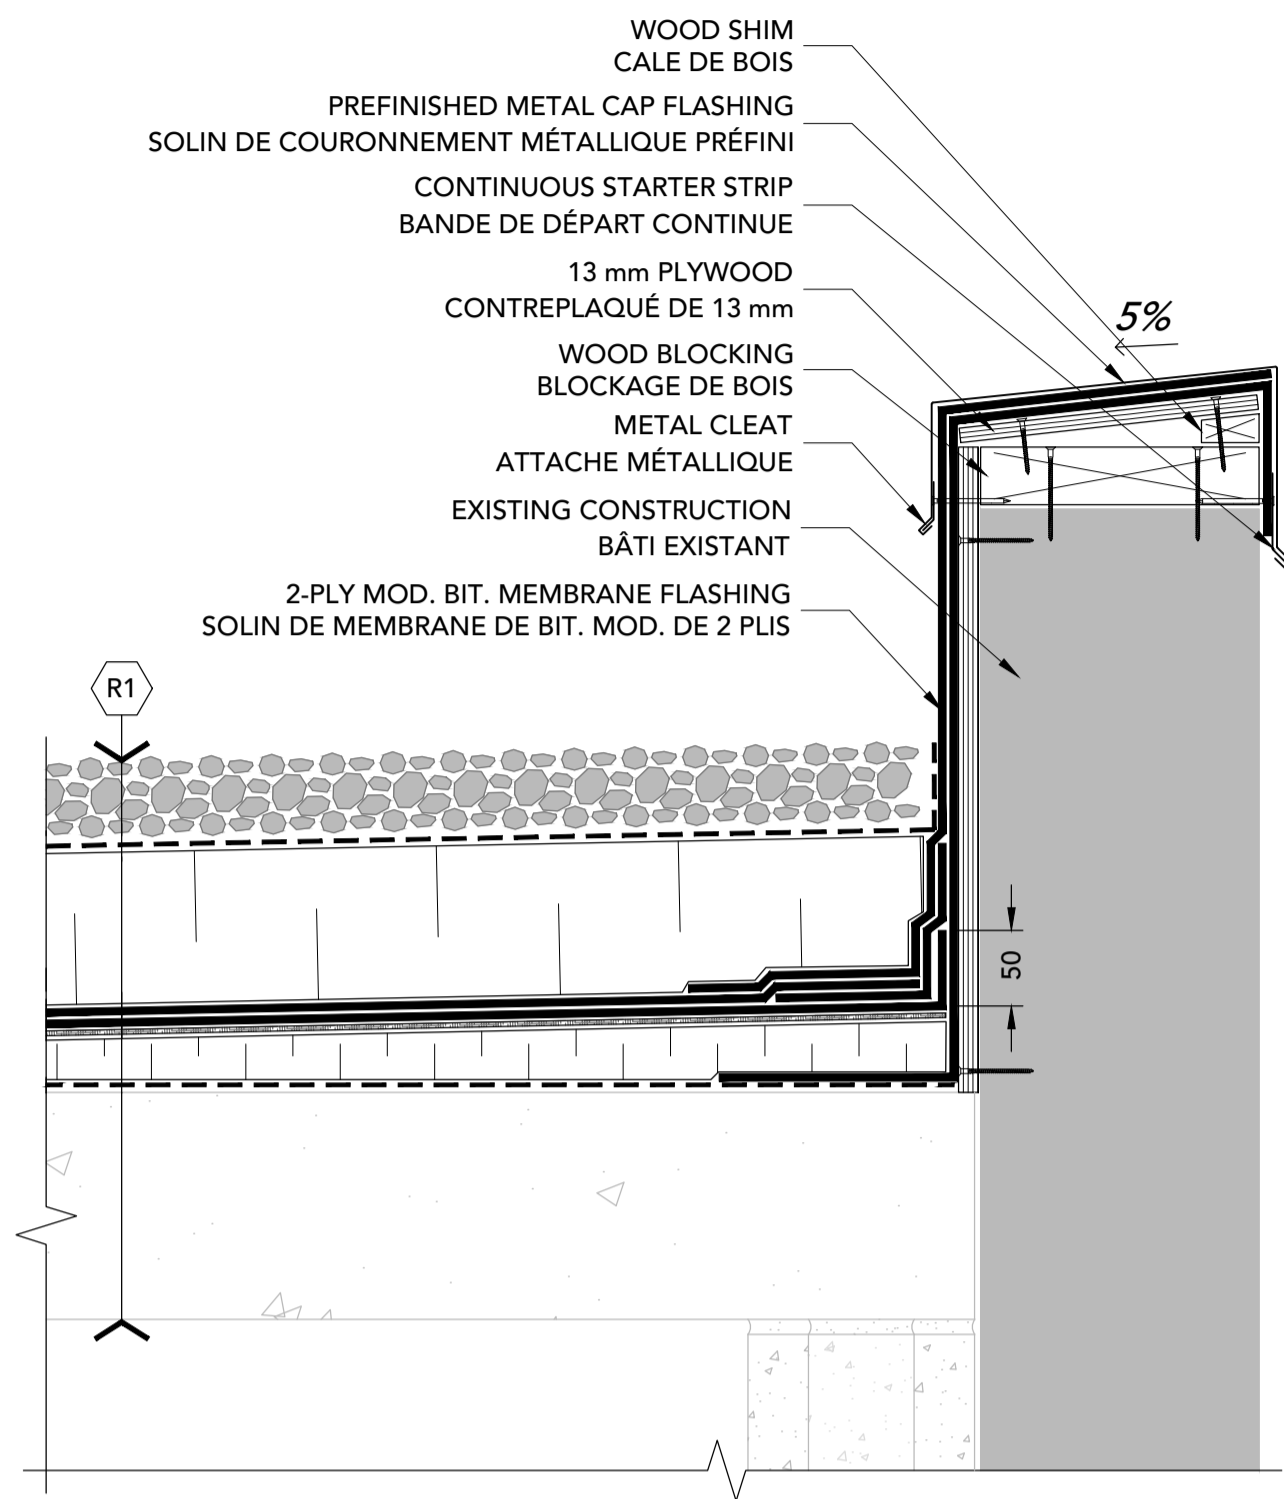 WOOD SHIM
CALE DE BOIS
PREFINISHED METAL CAP FLASHING
SOLIN DE COURONNEMENT MÉTALLIQUE PRÉFINI
CONTINUOUS STARTER STRIP
BANDE DE DÉPART CONTINUE
13 mm PLYWOOD
CONTREPLAQUÉ DE 13 mm
5%
WOOD BLOCKING
BLOCKAGE DE BOIS
METAL CLEAT
ATTACHE MÉTALLIQUE
EXISTING CONSTRUCTION
BÂTI EXISTANT
2-PLY MOD. BIT. MEMBRANE FLASHING
SOLIN DE MEMBRANE DE BIT. MOD. DE 2 PLIS
R1
50